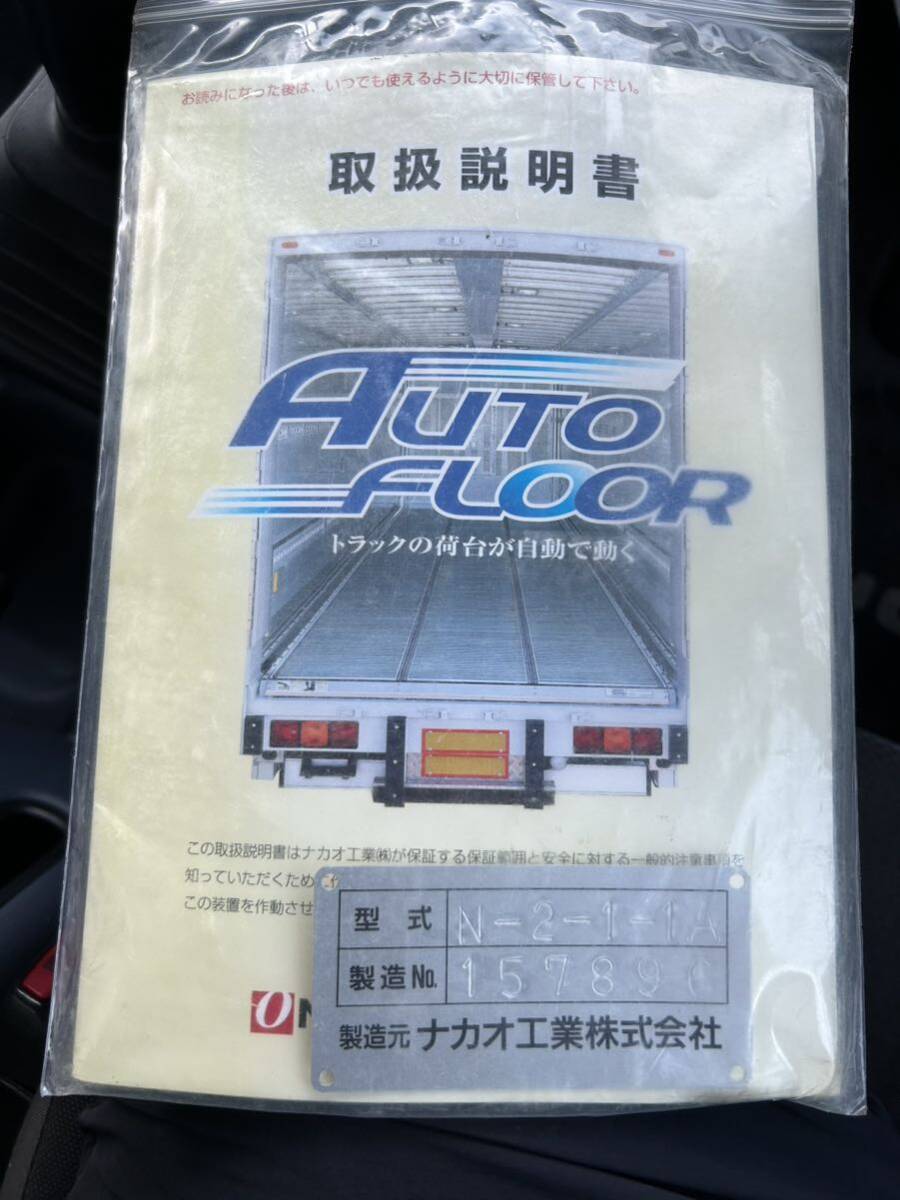 お読みになった後は、いつでも使えるように大切に保管して下さい。
取扱説明書
AUTO
FLOOR
トラックの荷台が自動で動く
この取扱説明書はナカオ工業㈱が保証する保証範囲と安全に対する一般的注意事項を
知っていただくため
この装置を作動させ
型式 N-2-1-1A
製造No. 15789
製造元 ナカオ工業株式会社